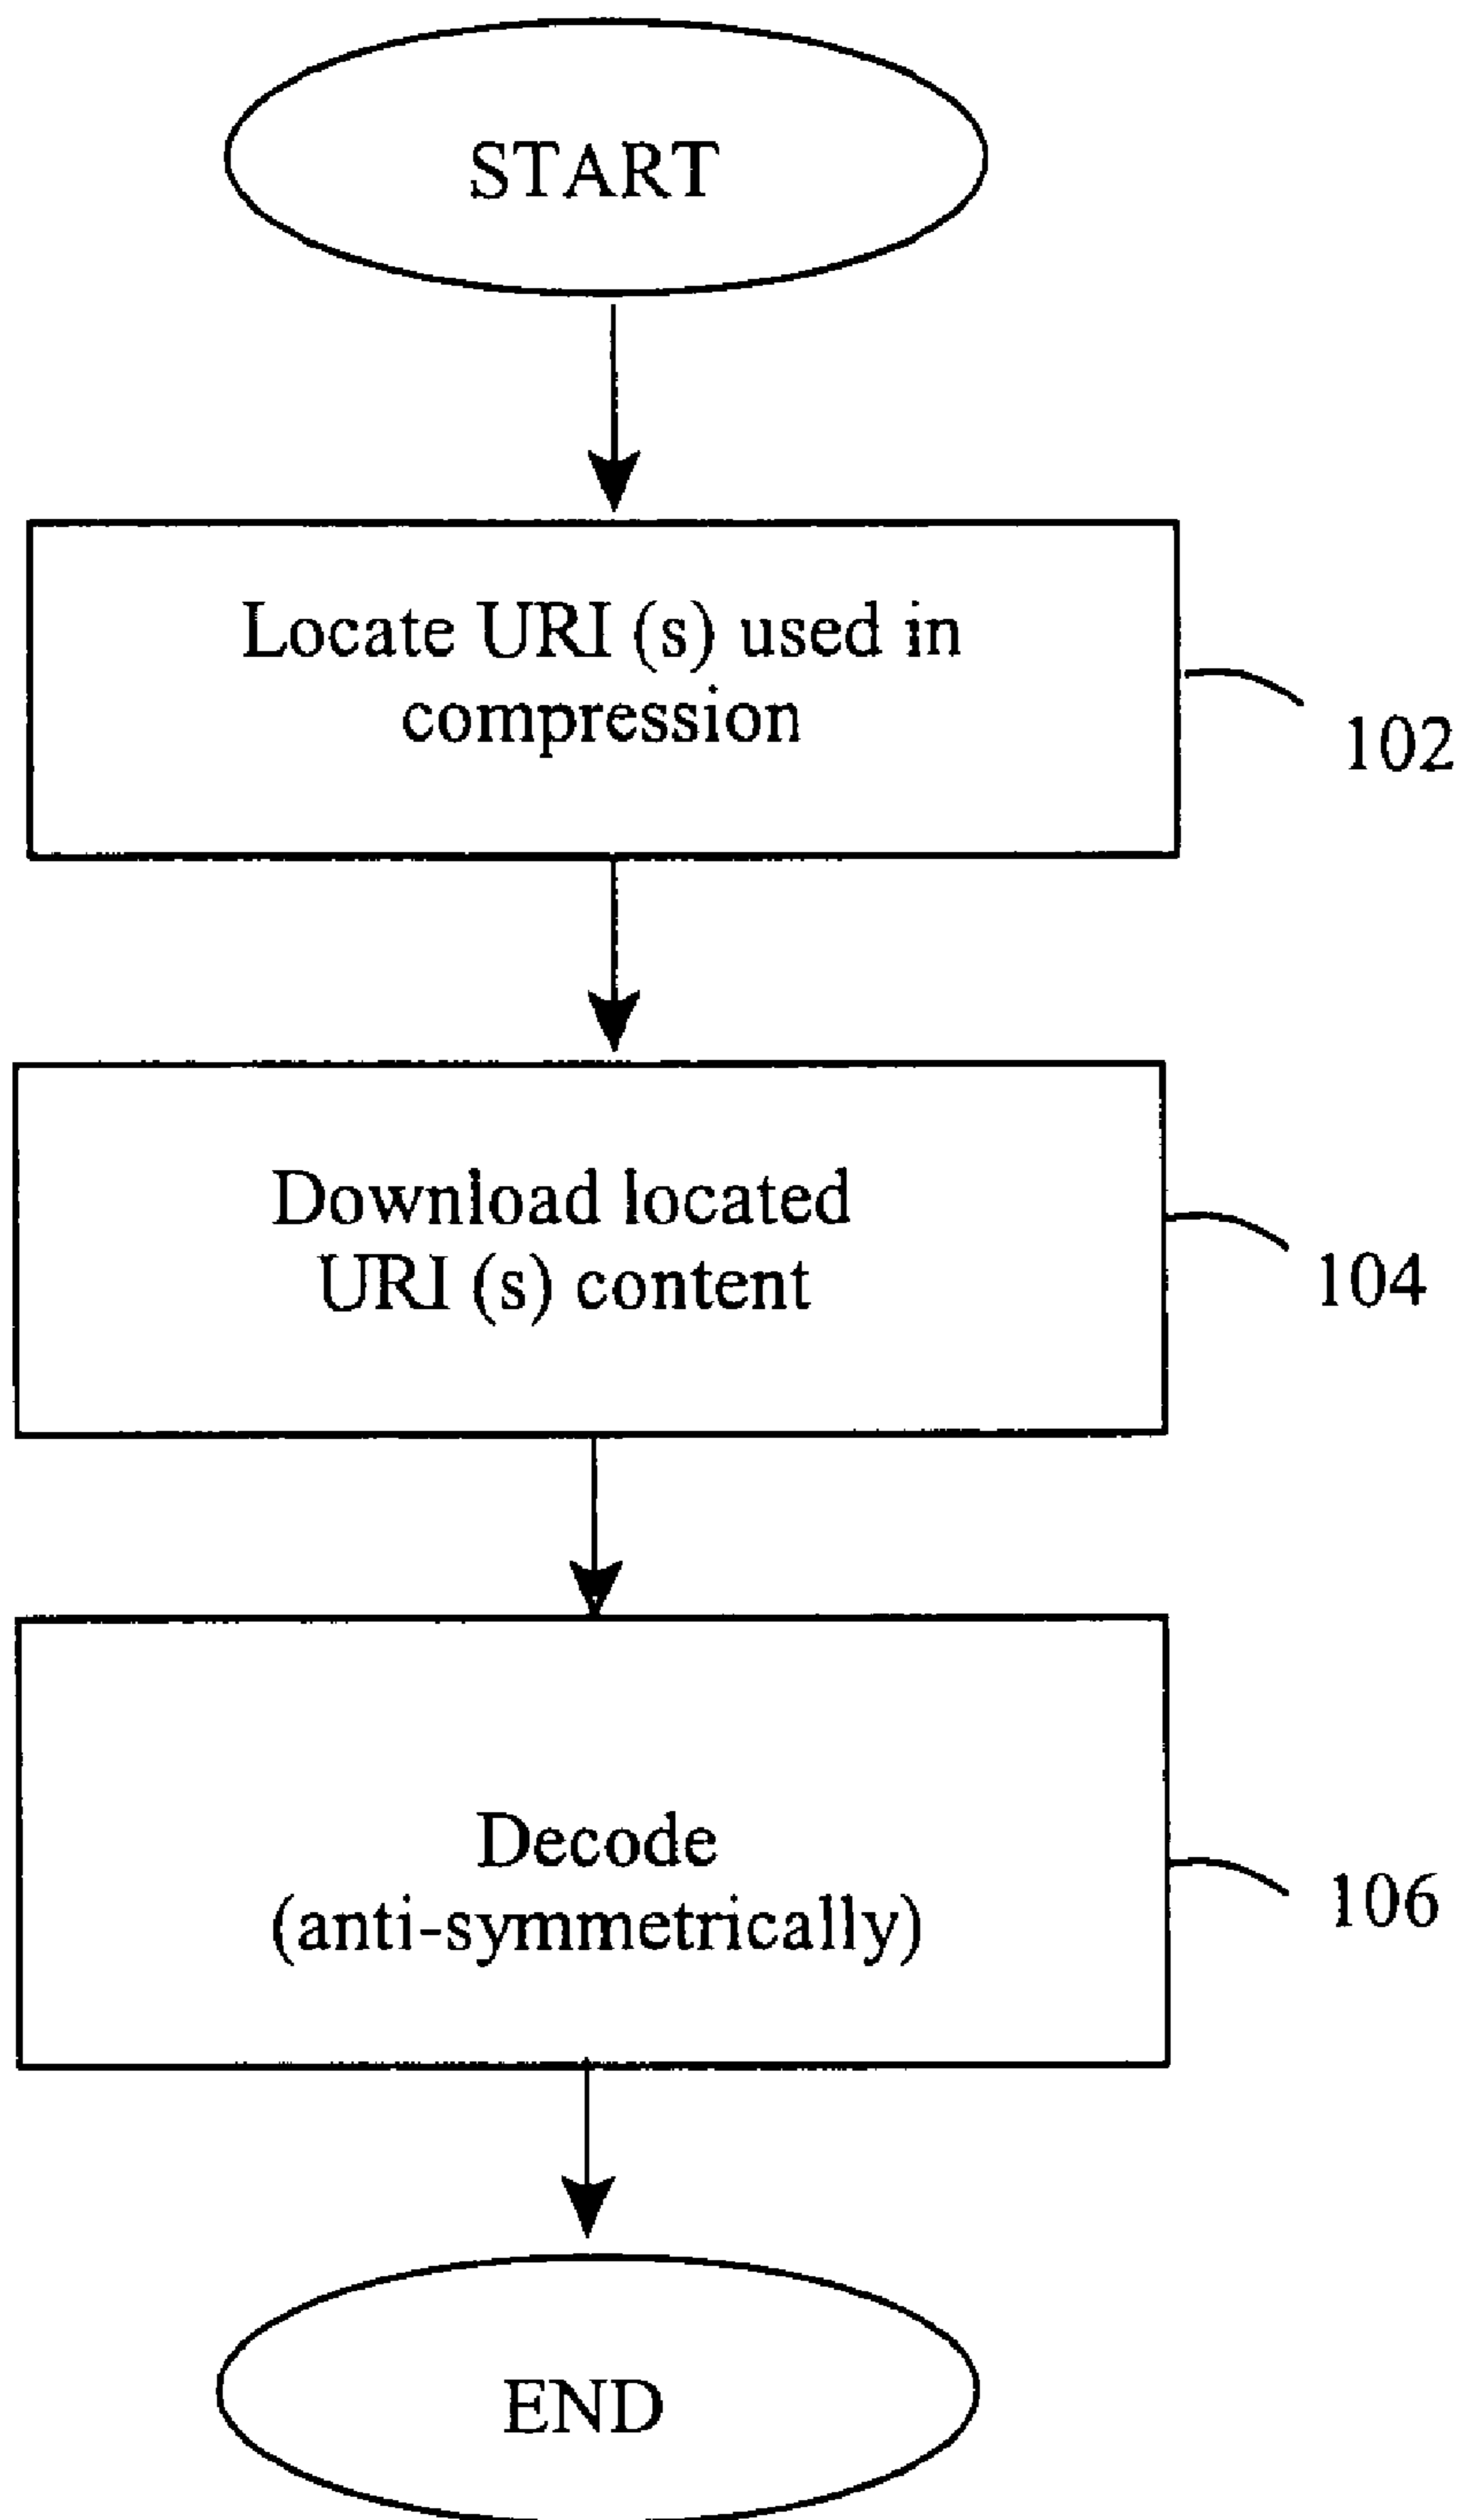 START
Locate URI (s) used in
compression
102
Download located
URI (s) content
104
Decode
(anti-symmetrically)
106
END